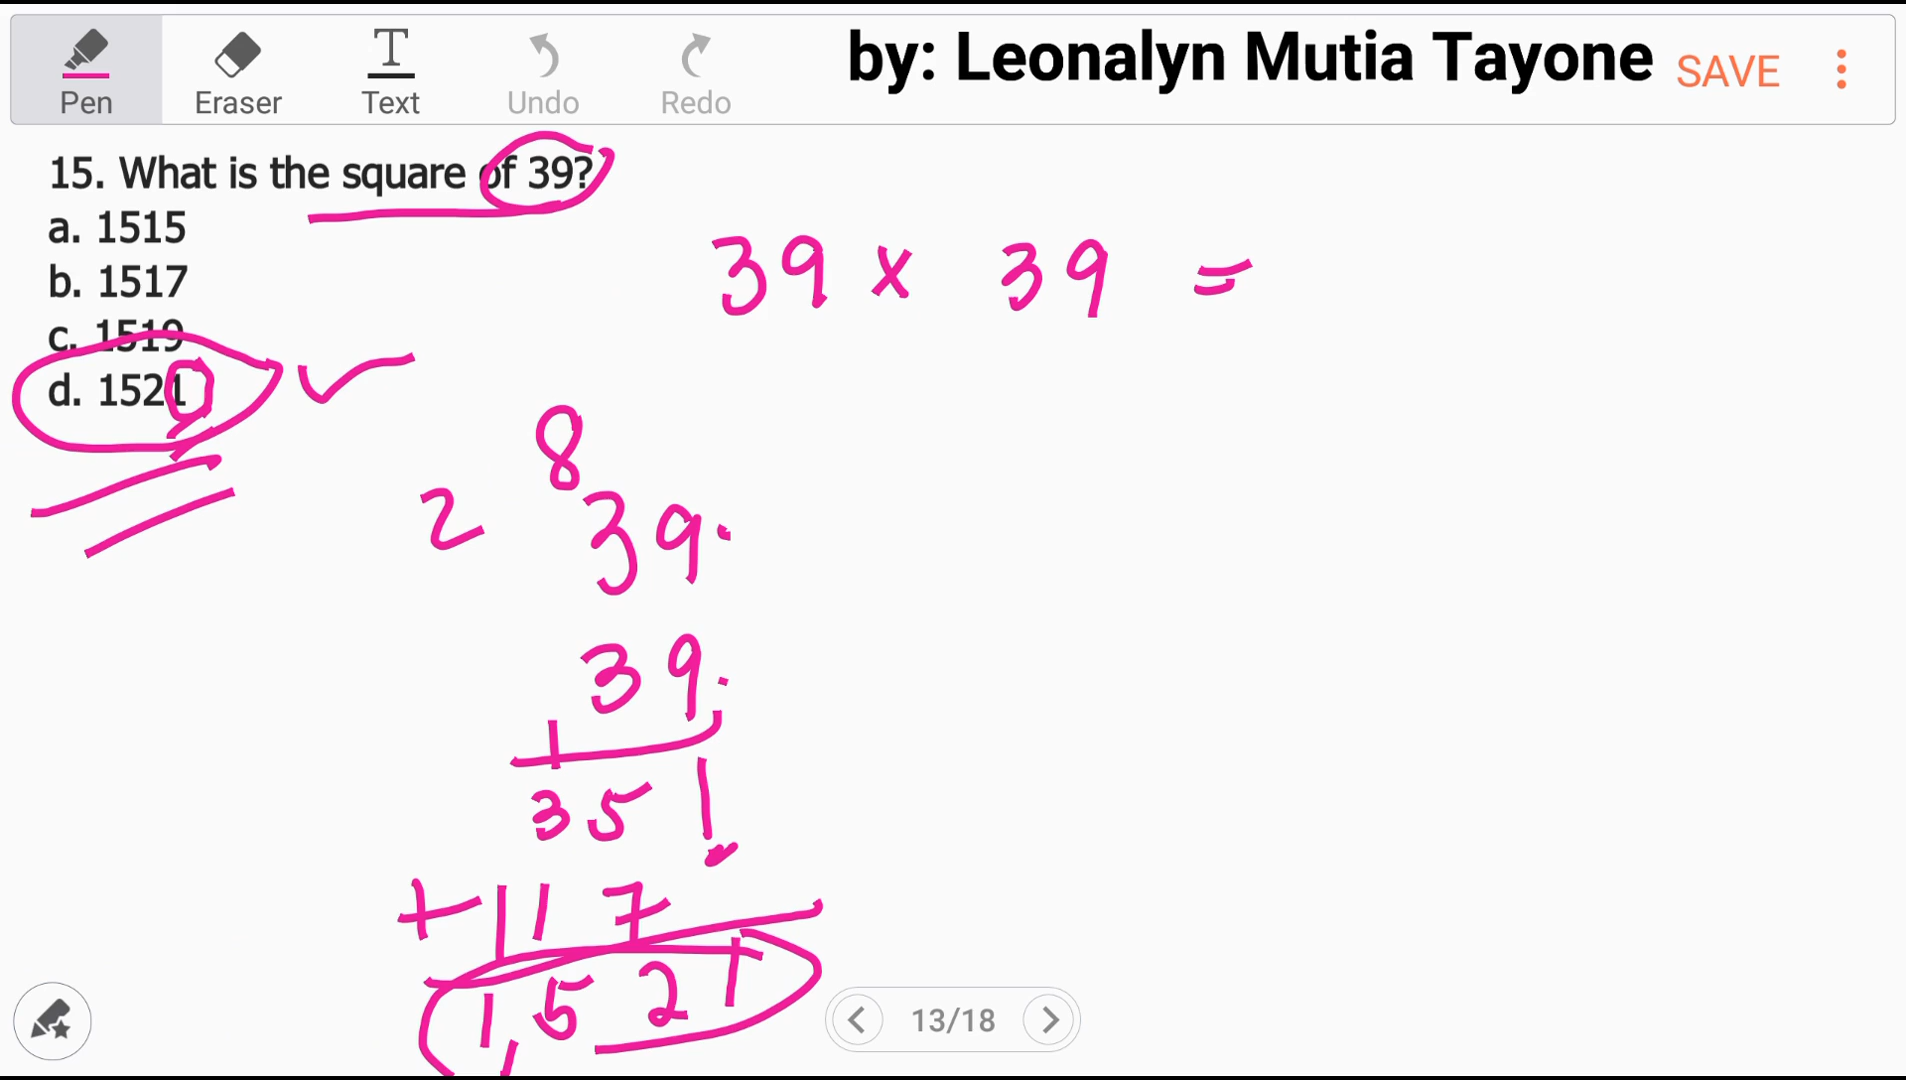 by: Leonalyn Mutia Tayone
SAVE
Pen Eraser Text Undo Redo
15. What is the square of 39?
a. 1515
b. 1517
c. 1519
d. 1521
39 x 39 =
8
2
39
39
1
351
+117
1,521
13/18